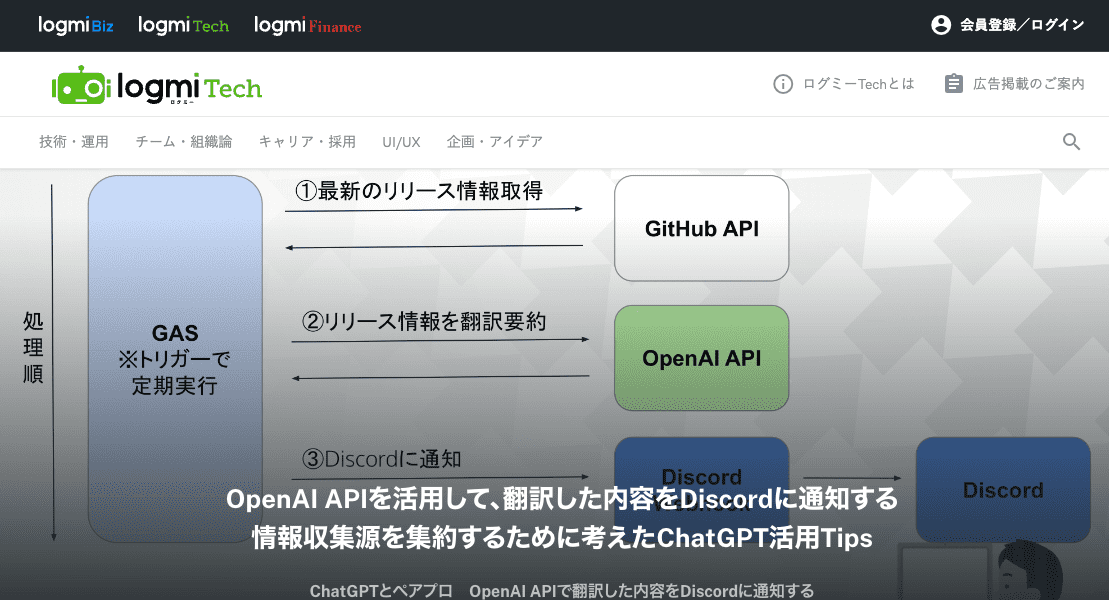 logmi Biz
logmi Tech
logmi Finance
会員登録／ログイン
logmi Tech
ログミー
ログミーTechとは
広告掲載のご案内
技術・運用
チーム・組織論
キャリア・採用
UI/UX
企画・アイデア
処理順
GAS
※トリガーで
定期実行
①最新のリリース情報取得
GitHub API
②リリース情報を翻訳要約
OpenAI API
③Discordに通知
Discord
Discord
OpenAI APIを活用して、翻訳した内容をDiscordに通知する
情報収集源を集約するために考えたChatGPT活用Tips
ChatGPTとペアプロ　OpenAI APIで翻訳した内容をDiscordに通知する